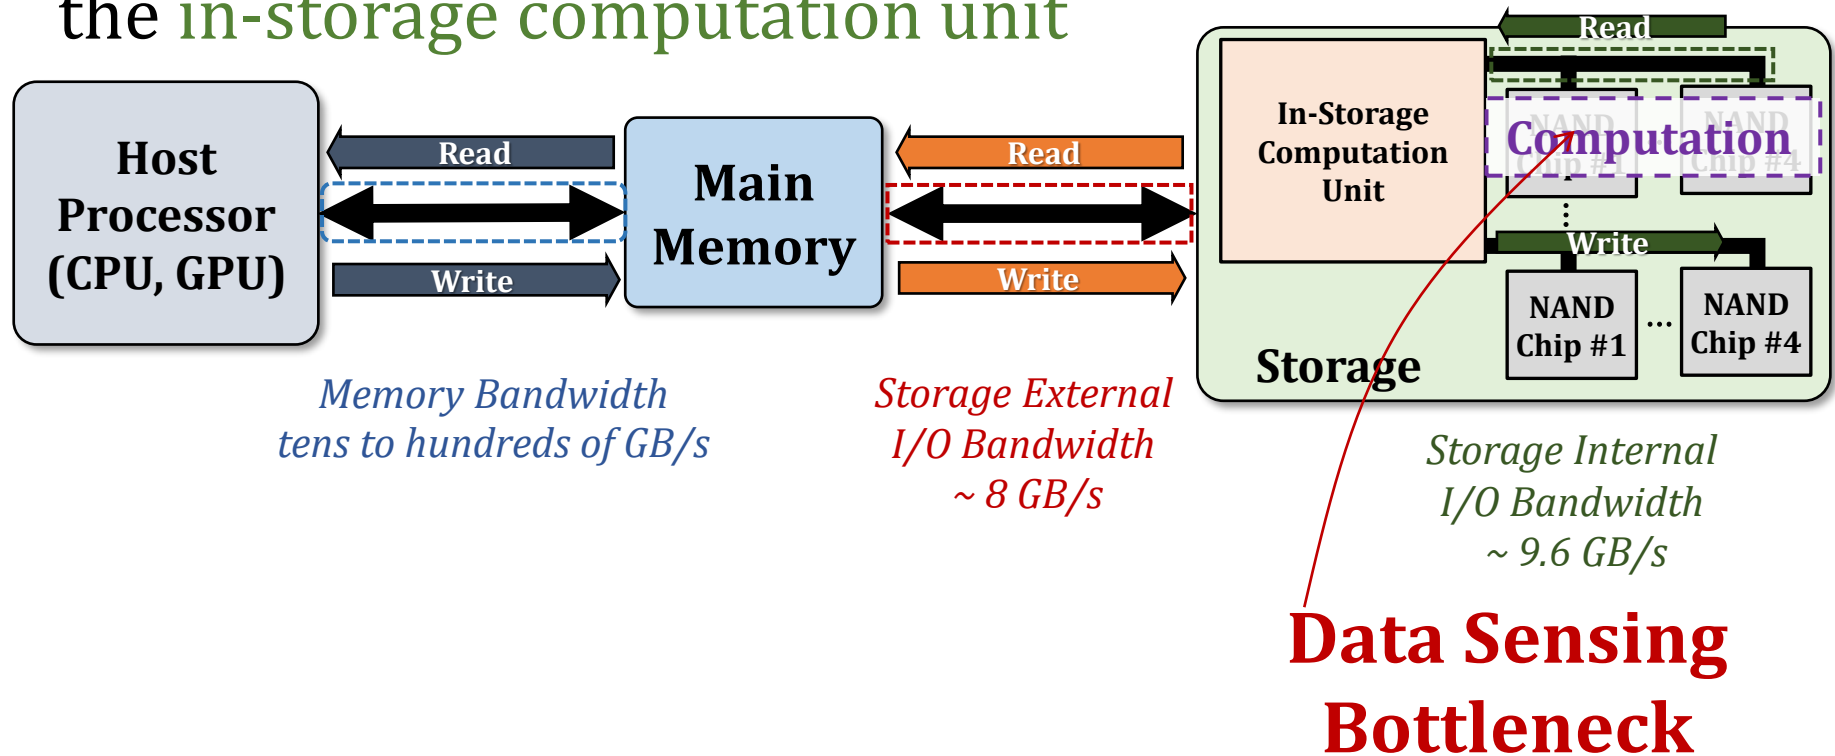 the in-storage computation unit
Host
Processor
(CPU, GPU)
Read
Write
Main
Memory
Read
Write
In-Storage
Computation
Unit
Read
NAND
Chip #1
NAND
Chip #4
Computation
Write
NAND
Chip #1
...
NAND
Chip #4
Storage
Memory Bandwidth
tens to hundreds of GB/s
Storage External
I/O Bandwidth
~ 8 GB/s
Storage Internal
I/O Bandwidth
~ 9.6 GB/s
Data Sensing
Bottleneck